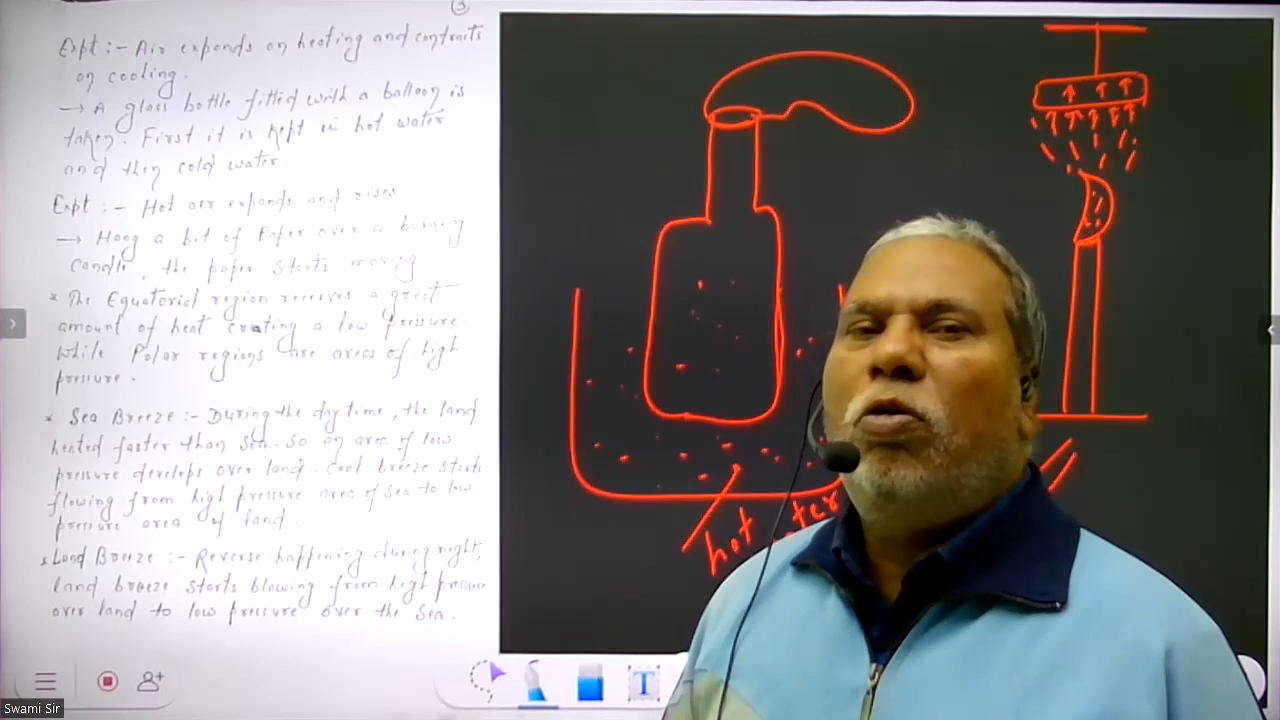 3
Expt :- Air expands on heating and contracts
on cooling.
→ A glass bottle fitted with a balloon is
taken. First it is kept in hot water
and then cold water.
Expt :- Hot air expands and rises
→ Hang a bit of Paper over a burning
candle, the paper starts moving
* The Equatorial region receives a great
amount of heat creating a low pressure.
while Polar regions are areas of high
pressure.
* Sea Breeze :- During the day time, the land
heated faster than sea. So an area of low
pressure develops over land. Cool breeze starts
flowing from high pressure area of Sea to low
pressure area of land.
* Land Breeze :- Reverse happening during night,
land breeze starts blowing from high pressure
over land to low pressure over the Sea.
hot
T
Swami Sir